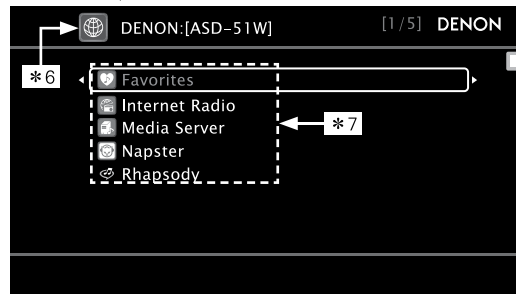 DENON:[ASD-51W] [1/5] DENON
*6
Favorites
Internet Radio
Media Server
*7
Napster
Rhapsody